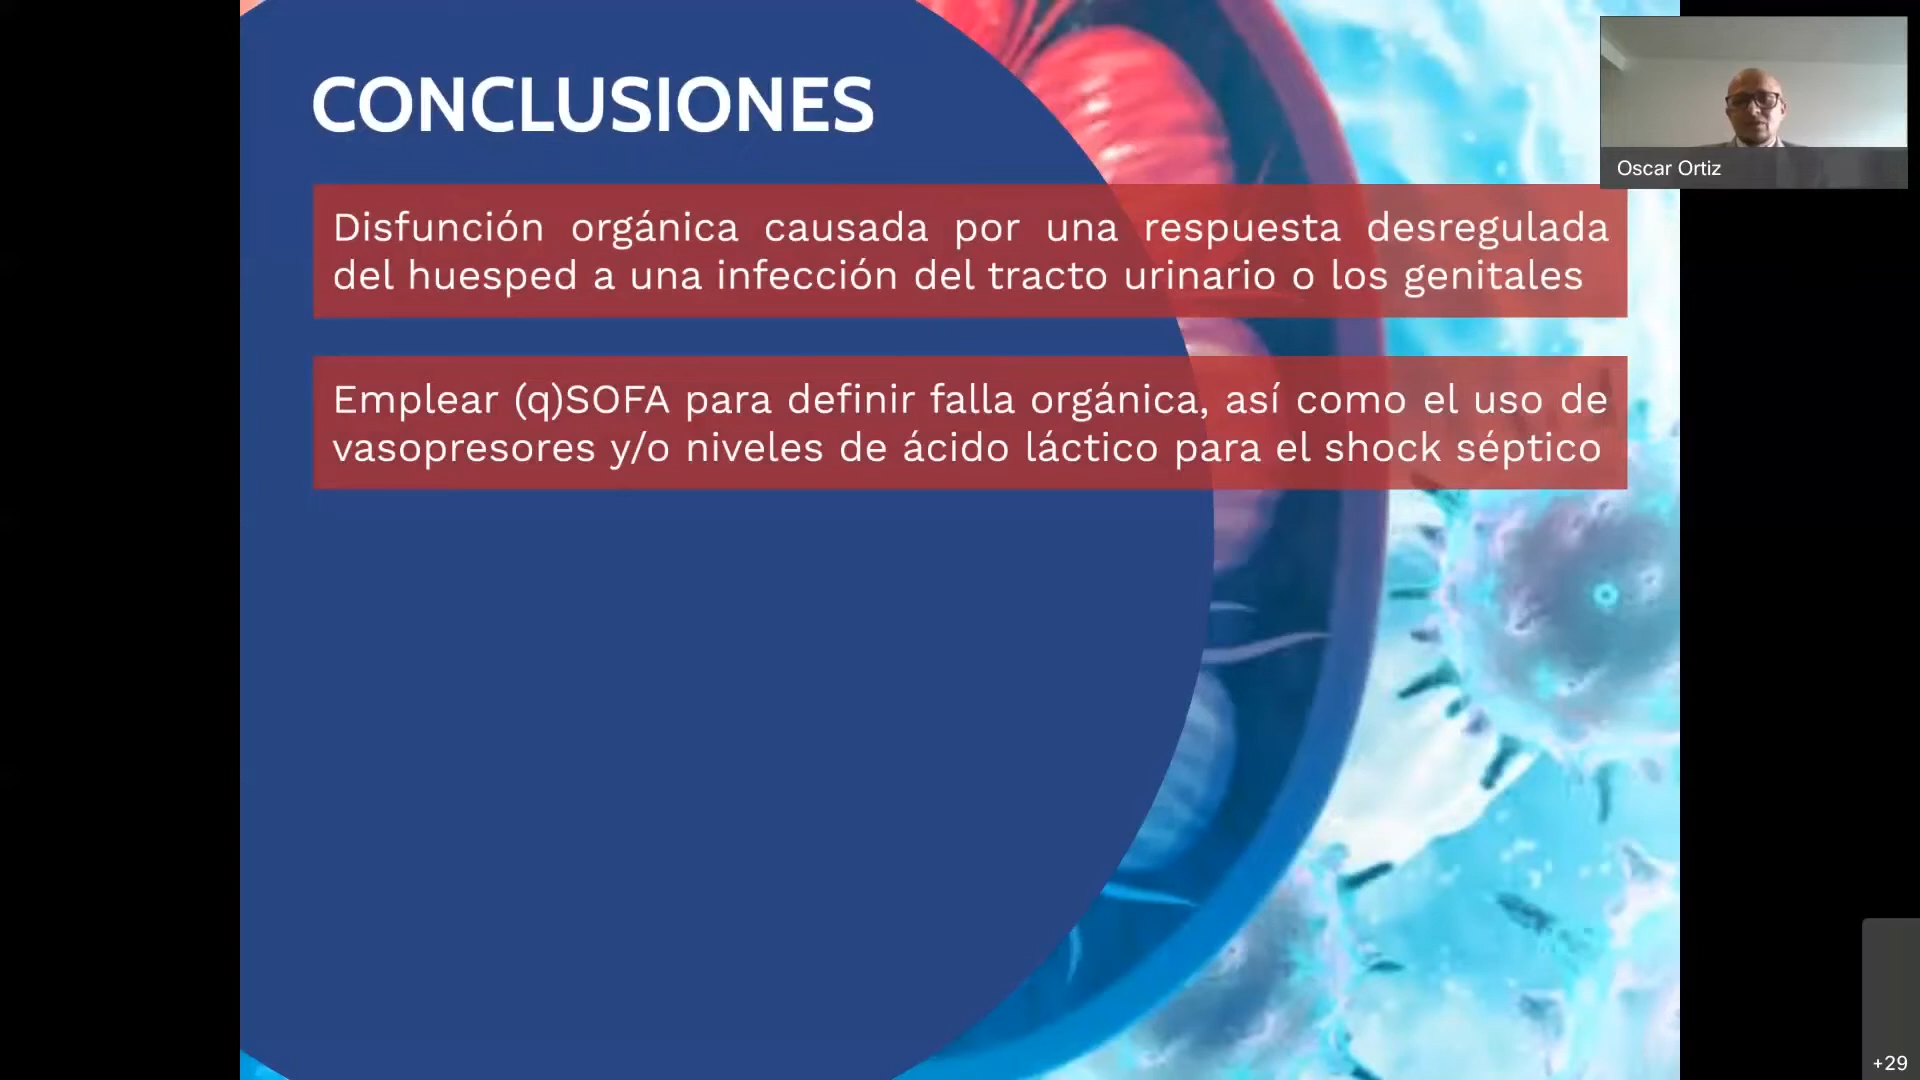 CONCLUSIONES
Disfunción orgánica causada por una respuesta desregulada
del huesped a una infección del tracto urinario o los genitales
Emplear (q)SOFA para definir falla orgánica, así como el uso de
vasopresores y/o niveles de ácido láctico para el shock séptico
Oscar Ortiz
+29